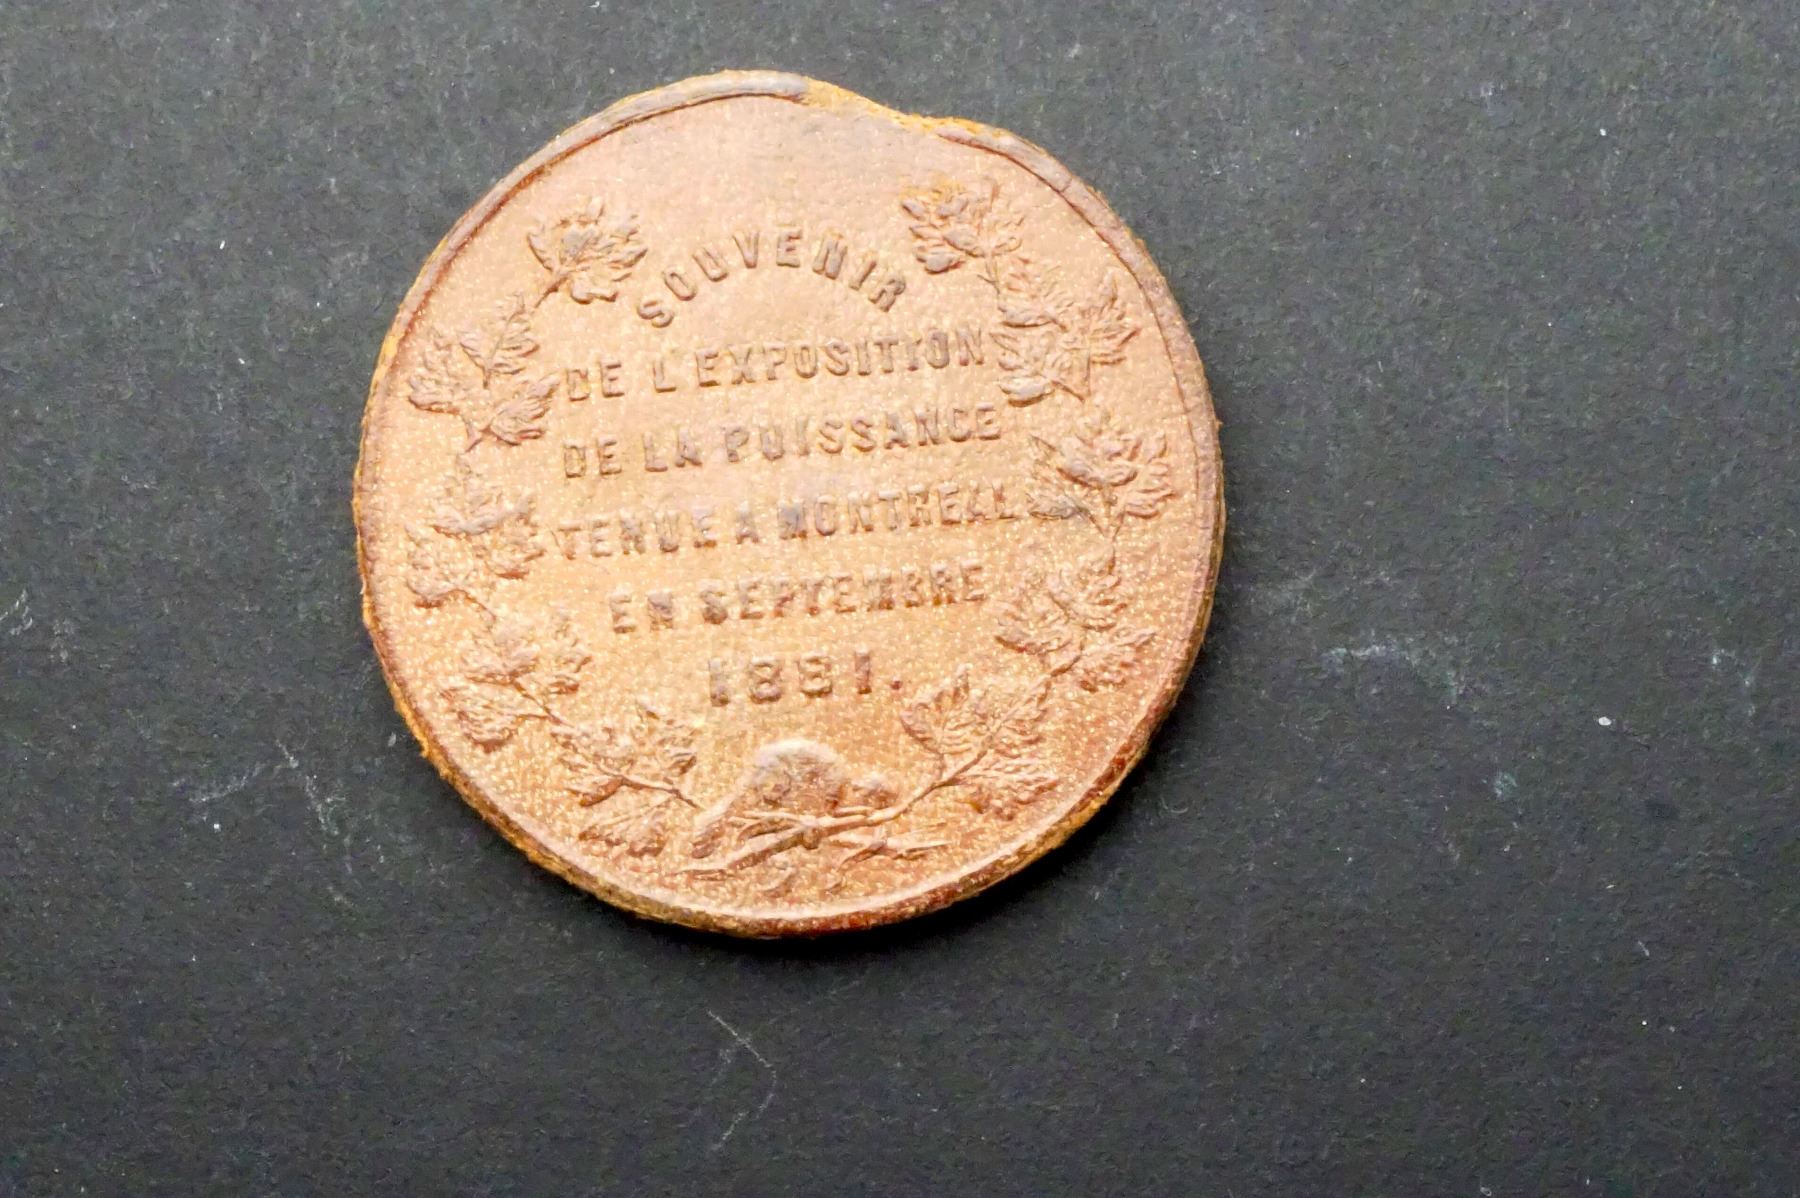 SOUVENIR
DE L'EXPOSITION
DE LA PUISSANCE
TENUE A MONTREAL
EN SEPTEMBRE
1881.